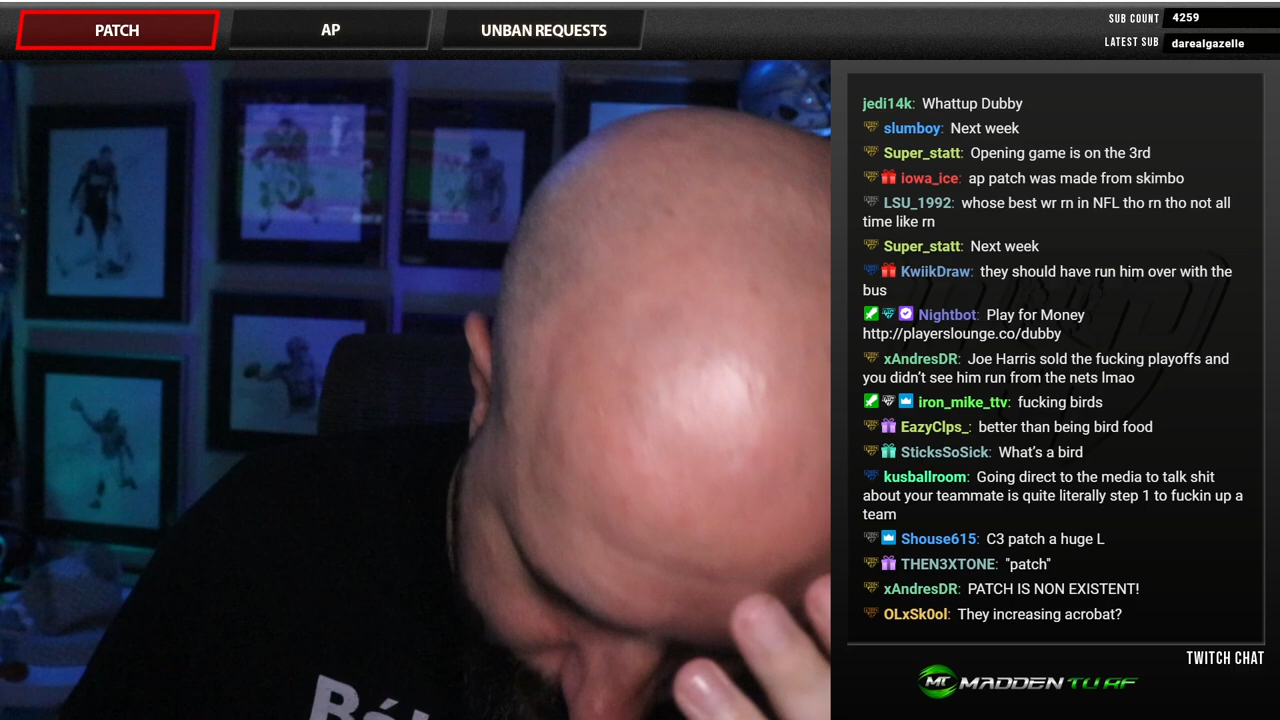 PATCH
AP
UNBAN REQUESTS
SUB COUNT 4259
LATEST SUB darealgazelle
jedi14k: Whattup Dubby
slumboy: Next week
Super_statt: Opening game is on the 3rd
iowa_ice: ap patch was made from skimbo
LSU_1992: whose best wr rn in NFL tho rn tho not all
time like rn
Super_statt: Next week
KwiikDraw: they should have run him over with the
bus
Nightbot: Play for Money
http://playerslounge.co/dubby
xAndresDR: Joe Harris sold the fucking playoffs and
you didn't see him run from the nets lmao
iron_mike_ttv: fucking birds
EazyClps_: better than being bird food
SticksSoSick: What's a bird
kusballroom: Going direct to the media to talk shit
about your teammate is quite literally step 1 to fuckin up a
team
Shouse615: C3 patch a huge L
THEN3XTONE: "patch"
xAndresDR: PATCH IS NON EXISTENT!
OLxSk0ol: They increasing acrobat?
TWITCH CHAT
MT MADDEN TURF